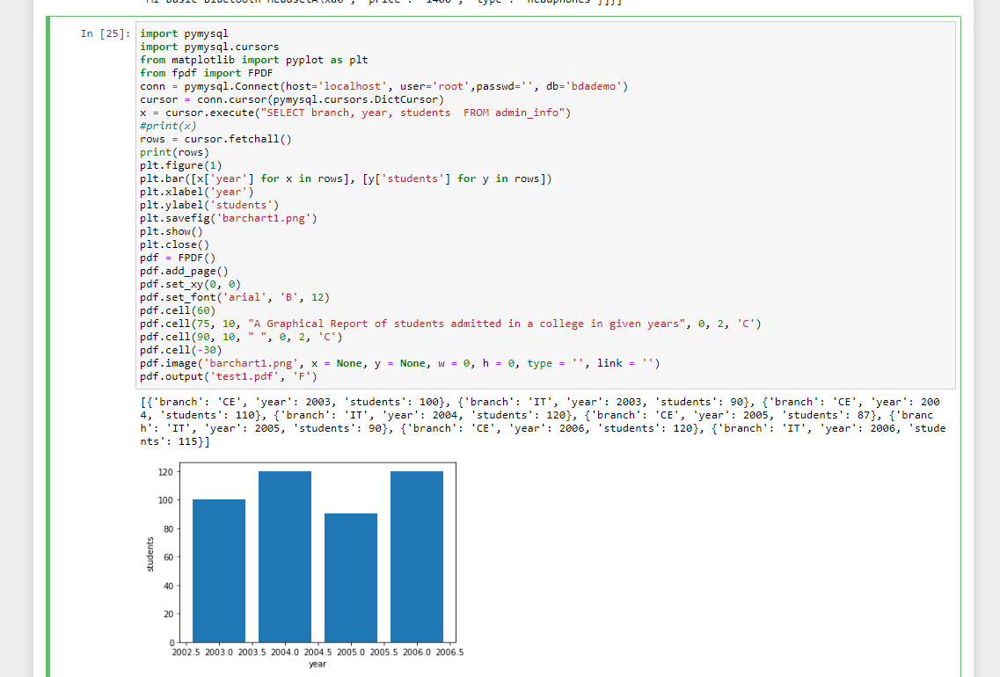 'Mi Basic Bluetooth HeadsetÂ\xa0', 'price': '1400', 'type': 'headphones'}]}]
In [25]:
import pymysql
import pymysql.cursors
from matplotlib import pyplot as plt
from fpdf import FPDF
conn = pymysql.Connect(host='localhost', user='root',passwd='', db='bdademo')
cursor = conn.cursor(pymysql.cursors.DictCursor)
x = cursor.execute("SELECT branch, year, students  FROM admin_info")
#print(x)
rows = cursor.fetchall()
print(rows)
plt.figure(1)
plt.bar([x['year'] for x in rows], [y['students'] for y in rows])
plt.xlabel('year')
plt.ylabel('students')
plt.savefig('barchart1.png')
plt.show()
plt.close()
pdf = FPDF()
pdf.add_page()
pdf.set_xy(0, 0)
pdf.set_font('arial', 'B', 12)
pdf.cell(60)
pdf.cell(75, 10, "A Graphical Report of students admitted in a college in given years", 0, 2, 'C')
pdf.cell(90, 10, " ", 0, 2, 'C')
pdf.cell(-30)
pdf.image('barchart1.png', x = None, y = None, w = 0, h = 0, type = '', link = '')
pdf.output('test1.pdf', 'F')
[{'branch': 'CE', 'year': 2003, 'students': 100}, {'branch': 'IT', 'year': 2003, 'students': 90}, {'branch': 'CE', 'year': 200
4, 'students': 110}, {'branch': 'IT', 'year': 2004, 'students': 120}, {'branch': 'CE', 'year': 2005, 'students': 87}, {'branc
h': 'IT', 'year': 2005, 'students': 90}, {'branch': 'CE', 'year': 2006, 'students': 120}, {'branch': 'IT', 'year': 2006, 'stude
nts': 115}]
120
100
80
60
40
20
0
students
2002.5 2003.0 2003.5 2004.0 2004.5 2005.0 2005.5 2006.0 2006.5
year